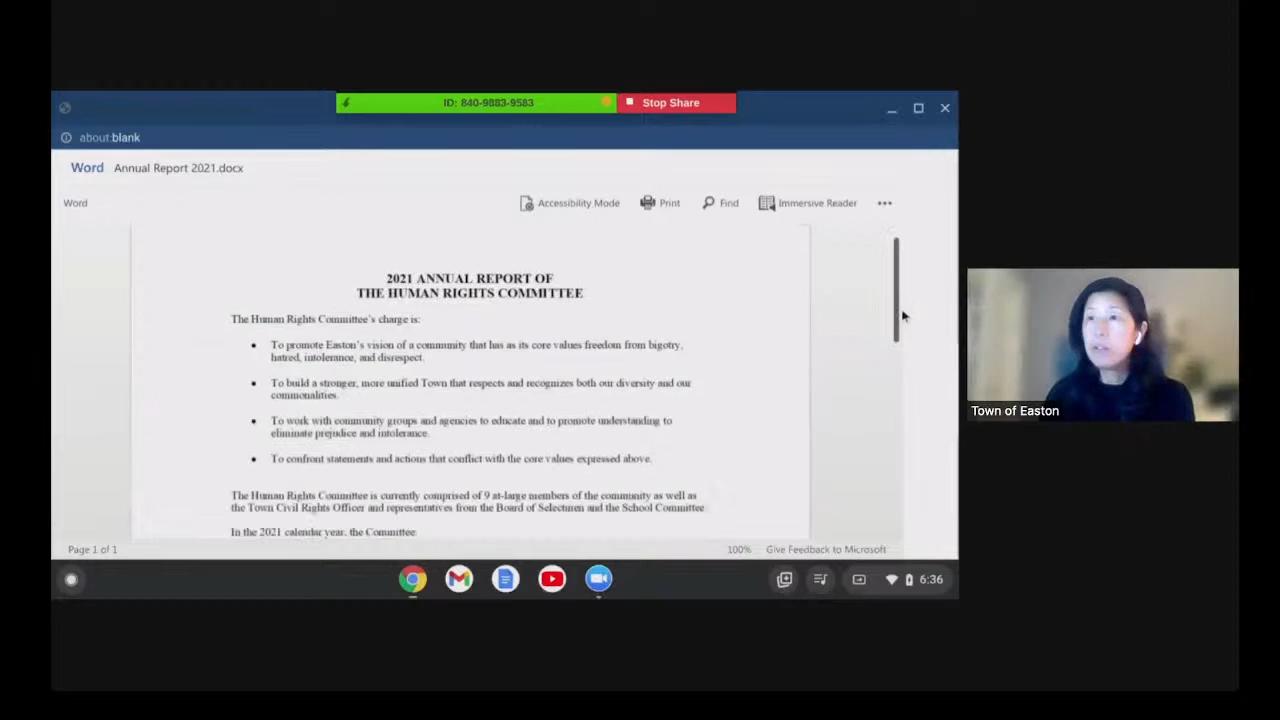 ID: 840-9883-9583
Stop Share
about:blank
Word Annual Report 2021.docx
Word Accessibility Mode Print Find Immersive Reader
2021 ANNUAL REPORT OF
THE HUMAN RIGHTS COMMITTEE
The Human Rights Committee's charge is:
• To promote Easton's vision of a community that has as its core values freedom from bigotry,
hatred, intolerance, and disrespect.
• To build a stronger, more unified Town that respects and recognizes both our diversity and our
commonalities.
• To work with community groups and agencies to educate and to promote understanding to
eliminate prejudice and intolerance.
• To confront statements and actions that conflict with the core values expressed above.
The Human Rights Committee is currently comprised of 9 at-large members of the community as well as
the Town Civil Rights Officer and representatives from the Board of Selectmen and the School Committee
In the 2021 calendar year, the Committee
Page 1 of 1 100% Give Feedback to Microsoft
6:36
Town of Easton